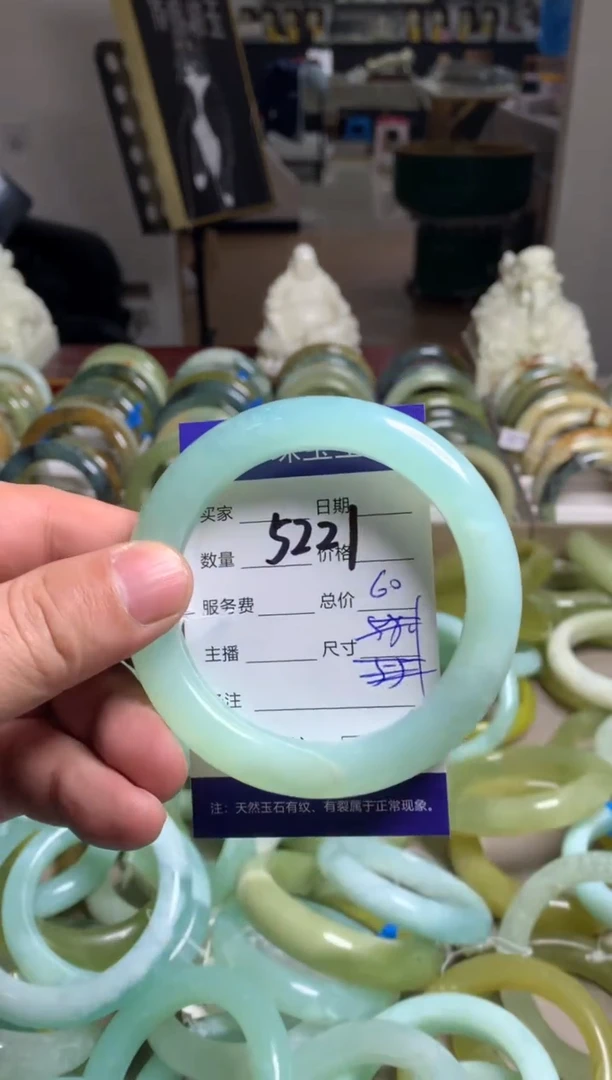 买家 日期
5221
数量 价格
60
服务费 总价
主播 尺寸
注
注：天然玉石有纹、有裂属于正常现象。